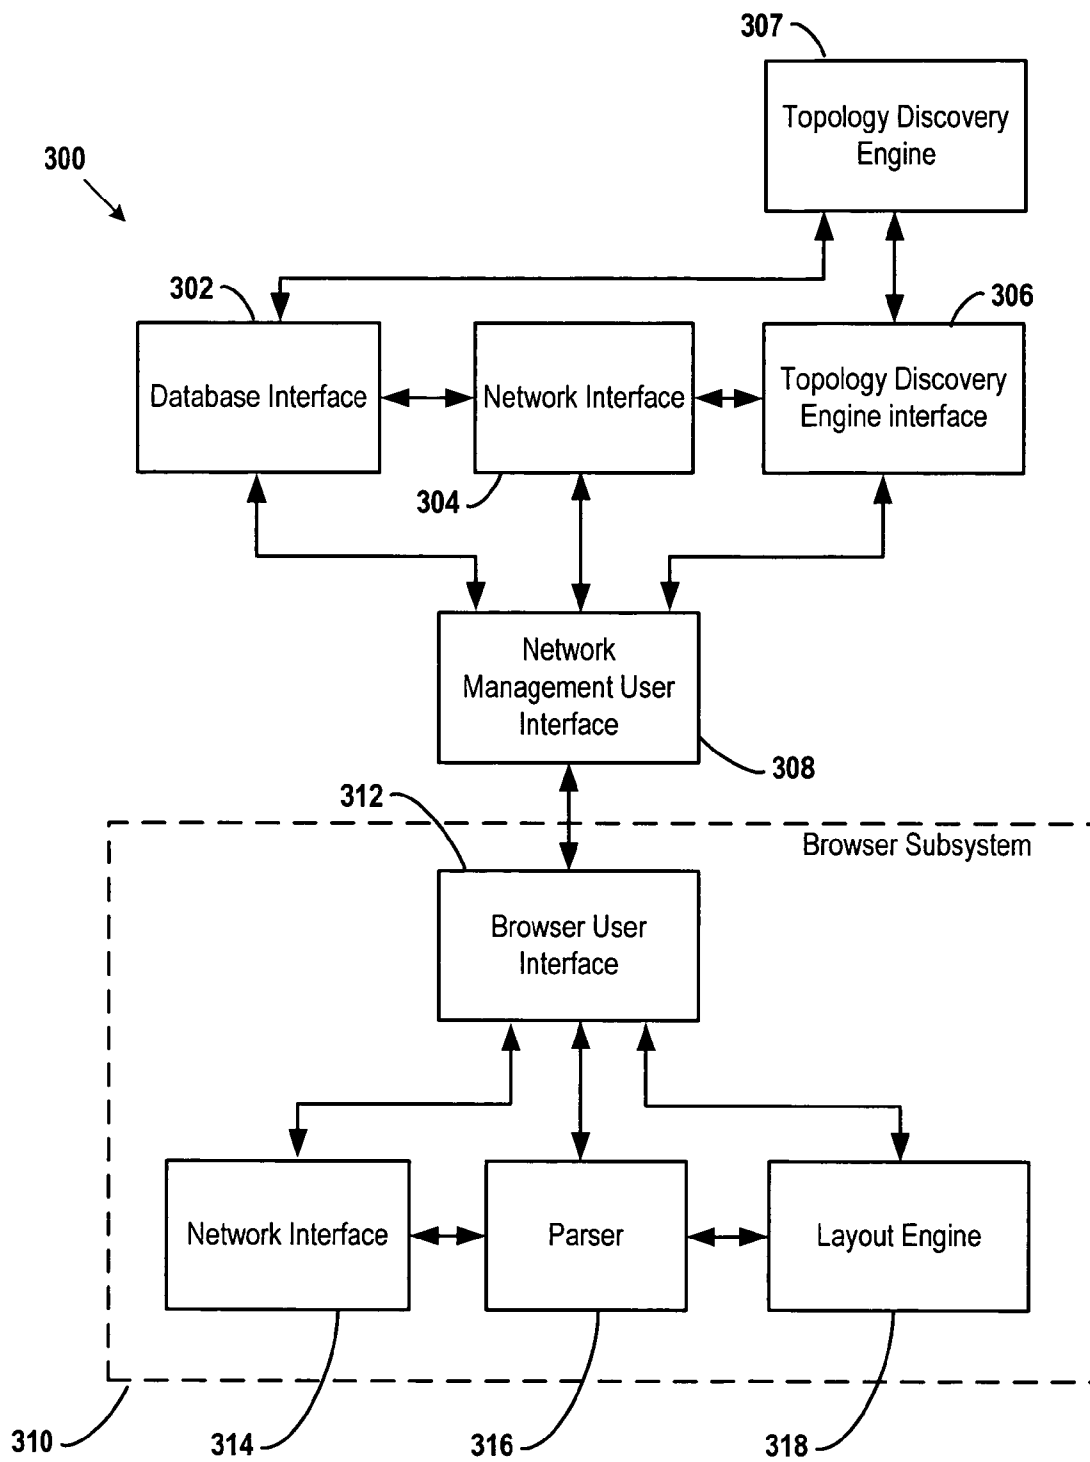 307
Topology Discovery
Engine
300
302
306
Database Interface
Network Interface
Topology Discovery
Engine interface
304
Network
Management User
Interface
308
312
Browser Subsystem
Browser User
Interface
Network Interface
Parser
Layout Engine
310
314
316
318